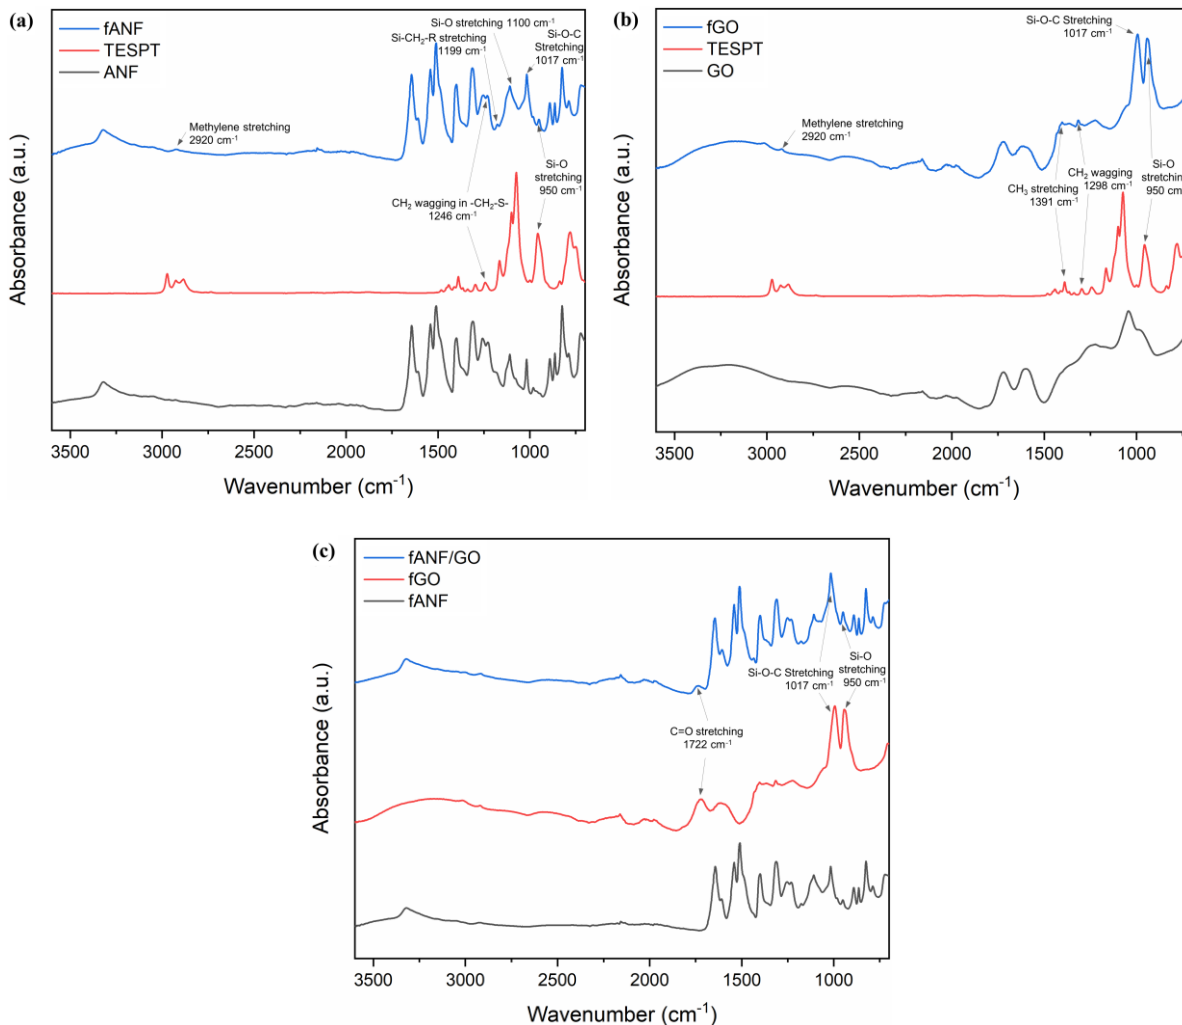 (a)
fANF
TESPT
ANF
Si-O stretching 1100 cm⁻¹
Si-CH₂-R stretching
1199 cm⁻¹
Si-O-C
Stretching
1017 cm⁻¹
Methylene stretching
2920 cm⁻¹
Si-O
stretching
950 cm⁻¹
CH₂ wagging in -CH₂-S-
1246 cm⁻¹
Absorbance (a.u.)
3500 3000 2500 2000 1500 1000
Wavenumber (cm⁻¹)
(b)
fGO
TESPT
GO
Si-O-C Stretching
1017 cm⁻¹
Methylene stretching
2920 cm⁻¹
CH₃ stretching
1391 cm⁻¹
CH₂ wagging
1298 cm⁻¹
Si-O
stretching
950 cm
Absorbance (a.u.)
3500 3000 2500 2000 1500 1000
Wavenumber (cm⁻¹)
(c)
fANF/GO
fGO
fANF
Si-O-C Stretching
1017 cm⁻¹
Si-O
stretching
950 cm⁻¹
C=O stretching
1722 cm⁻¹
Absorbance (a.u.)
3500 3000 2500 2000 1500 1000
Wavenumber (cm⁻¹)